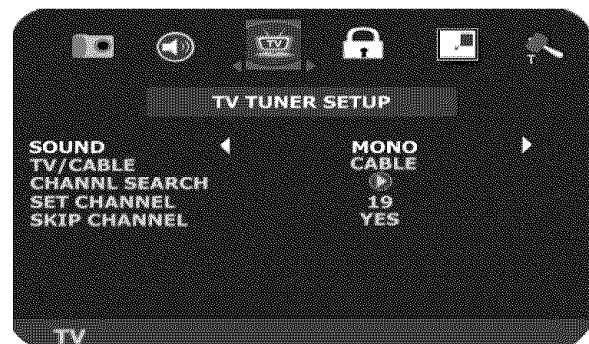 TV
T
TV TUNER SETUP
SOUND MONO
TV/CABLE CABLE
CHANNL SEARCH
SET CHANNEL 19
SKIP CHANNEL YES
TV